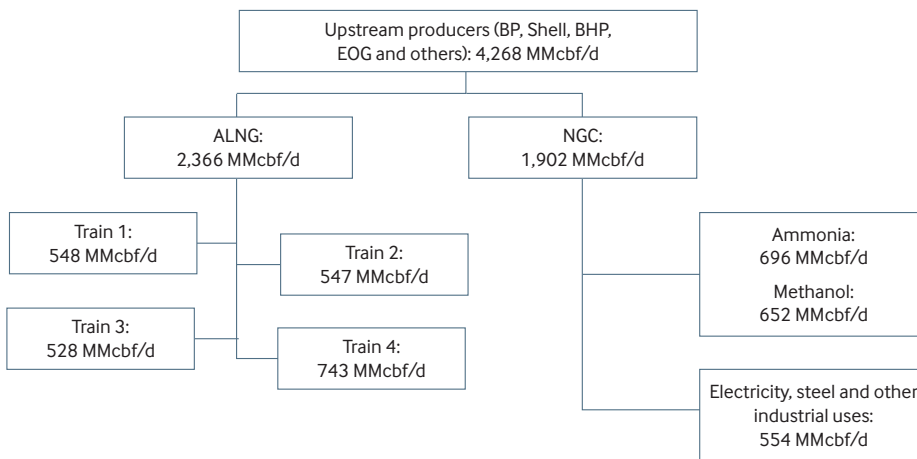 Upstream producers (BP, Shell, BHP,
EOG and others): 4,268 MMcbf/d
ALNG:
2,366 MMcbf/d
NGC:
1,902 MMcbf/d
Train 1:
548 MMcbf/d
Train 2:
547 MMcbf/d
Train 3:
528 MMcbf/d
Train 4:
743 MMcbf/d
Ammonia:
696 MMcbf/d
Methanol:
652 MMcbf/d
Electricity, steel and other
industrial uses:
554 MMcbf/d